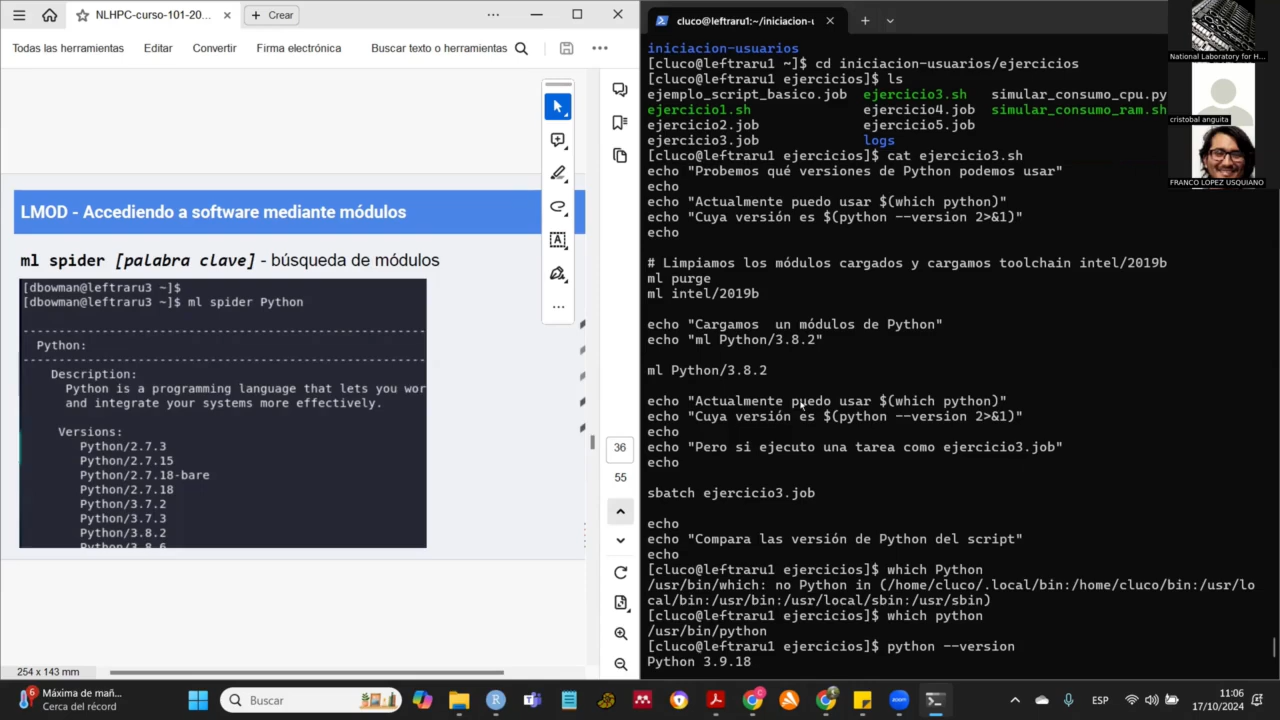 NLHPC-curso-101-20...
Crear
Todas las herramientas
Editar
Convertir
Firma electrónica
Buscar texto o herramientas
LMOD - Accediendo a software mediante módulos
ml spider [palabra clave] - búsqueda de módulos
[dbowman@leftraru3 ~]$
[dbowman@leftraru3 ~]$ ml spider Python
Python:
Description:
Python is a programming language that lets you wor
and integrate your systems more effectively.
Versions:
Python/2.7.3
Python/2.7.15
Python/2.7.18-bare
Python/2.7.18
Python/3.7.2
Python/3.7.3
Python/3.8.2
Python/3.8.6
36
55
254 x 143 mm
cluco@leftraru1:~/iniciacion-u
iniciacion-usuarios
[cluco@leftraru1 ~]$ cd iniciacion-usuarios/ejercicios
[cluco@leftraru1 ejercicios]$ ls
ejemplo_script_basico.job ejercicio3.sh simular_consumo_cpu.py
ejercicio1.sh ejercicio4.job simular_consumo_ram.sh
ejercicio2.job ejercicio5.job
ejercicio3.job logs
[cluco@leftraru1 ejercicios]$ cat ejercicio3.sh
echo "Probemos qué versiones de Python podemos usar"
echo
echo "Actualmente puedo usar $(which python)"
echo "Cuya versión es $(python --version 2>&1)"
echo
# Limpiamos los módulos cargados y cargamos toolchain intel/2019b
ml purge
ml intel/2019b
echo "Cargamos  un módulos de Python"
echo "ml Python/3.8.2"
ml Python/3.8.2
echo "Actualmente puedo usar $(which python)"
echo "Cuya versión es $(python --version 2>&1)"
echo
echo "Pero si ejecuto una tarea como ejercicio3.job"
echo
sbatch ejercicio3.job
echo
echo "Compara las versión de Python del script"
echo
[cluco@leftraru1 ejercicios]$ which Python
/usr/bin/which: no Python in (/home/cluco/.local/bin:/home/cluco/bin:/usr/lo
cal/bin:/usr/bin:/usr/local/sbin:/usr/sbin)
[cluco@leftraru1 ejercicios]$ which python
/usr/bin/python
[cluco@leftraru1 ejercicios]$ python --version
Python 3.9.18
National Laboratory for H...
cristobal anguita
FRANCO LOPEZ USQUIANO
Máxima de mañ...
Cerca del récord
Buscar
ESP
11:06
17/10/2024